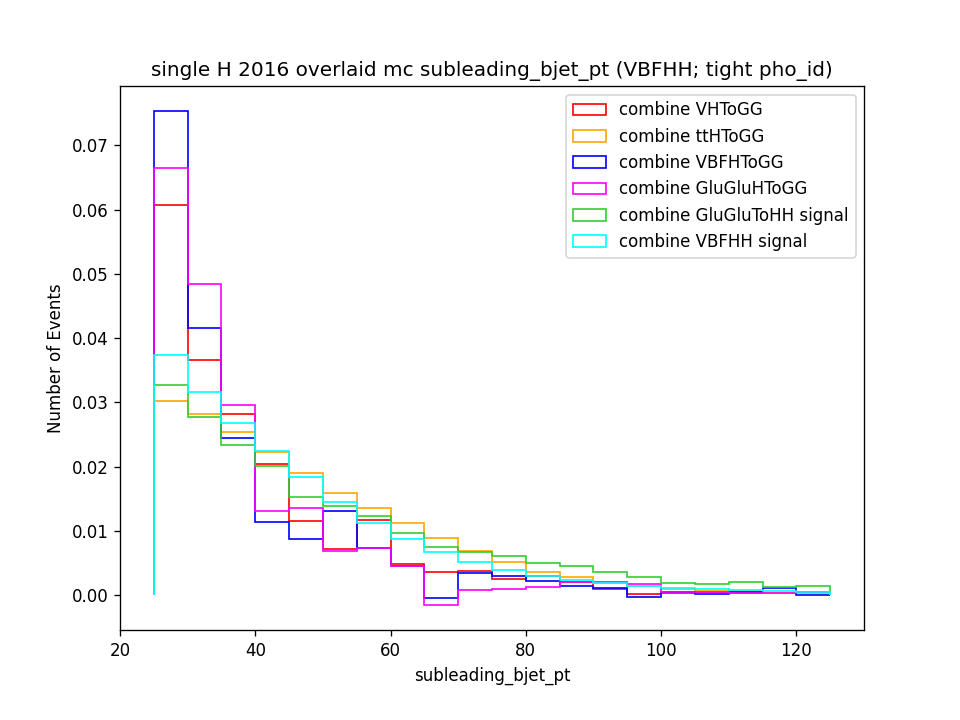 single H 2016 overlaid mc subleading_bjet_pt (VBFHH; tight pho_id)
combine VHToGG
combine ttHToGG
combine VBFHToGG
combine GluGluHToGG
combine GluGluToHH signal
combine VBFHH signal
0.07
0.06
0.05
0.04
0.03
0.02
0.01
0.00
Number of Events
20 40 60 80 100 120
subleading_bjet_pt